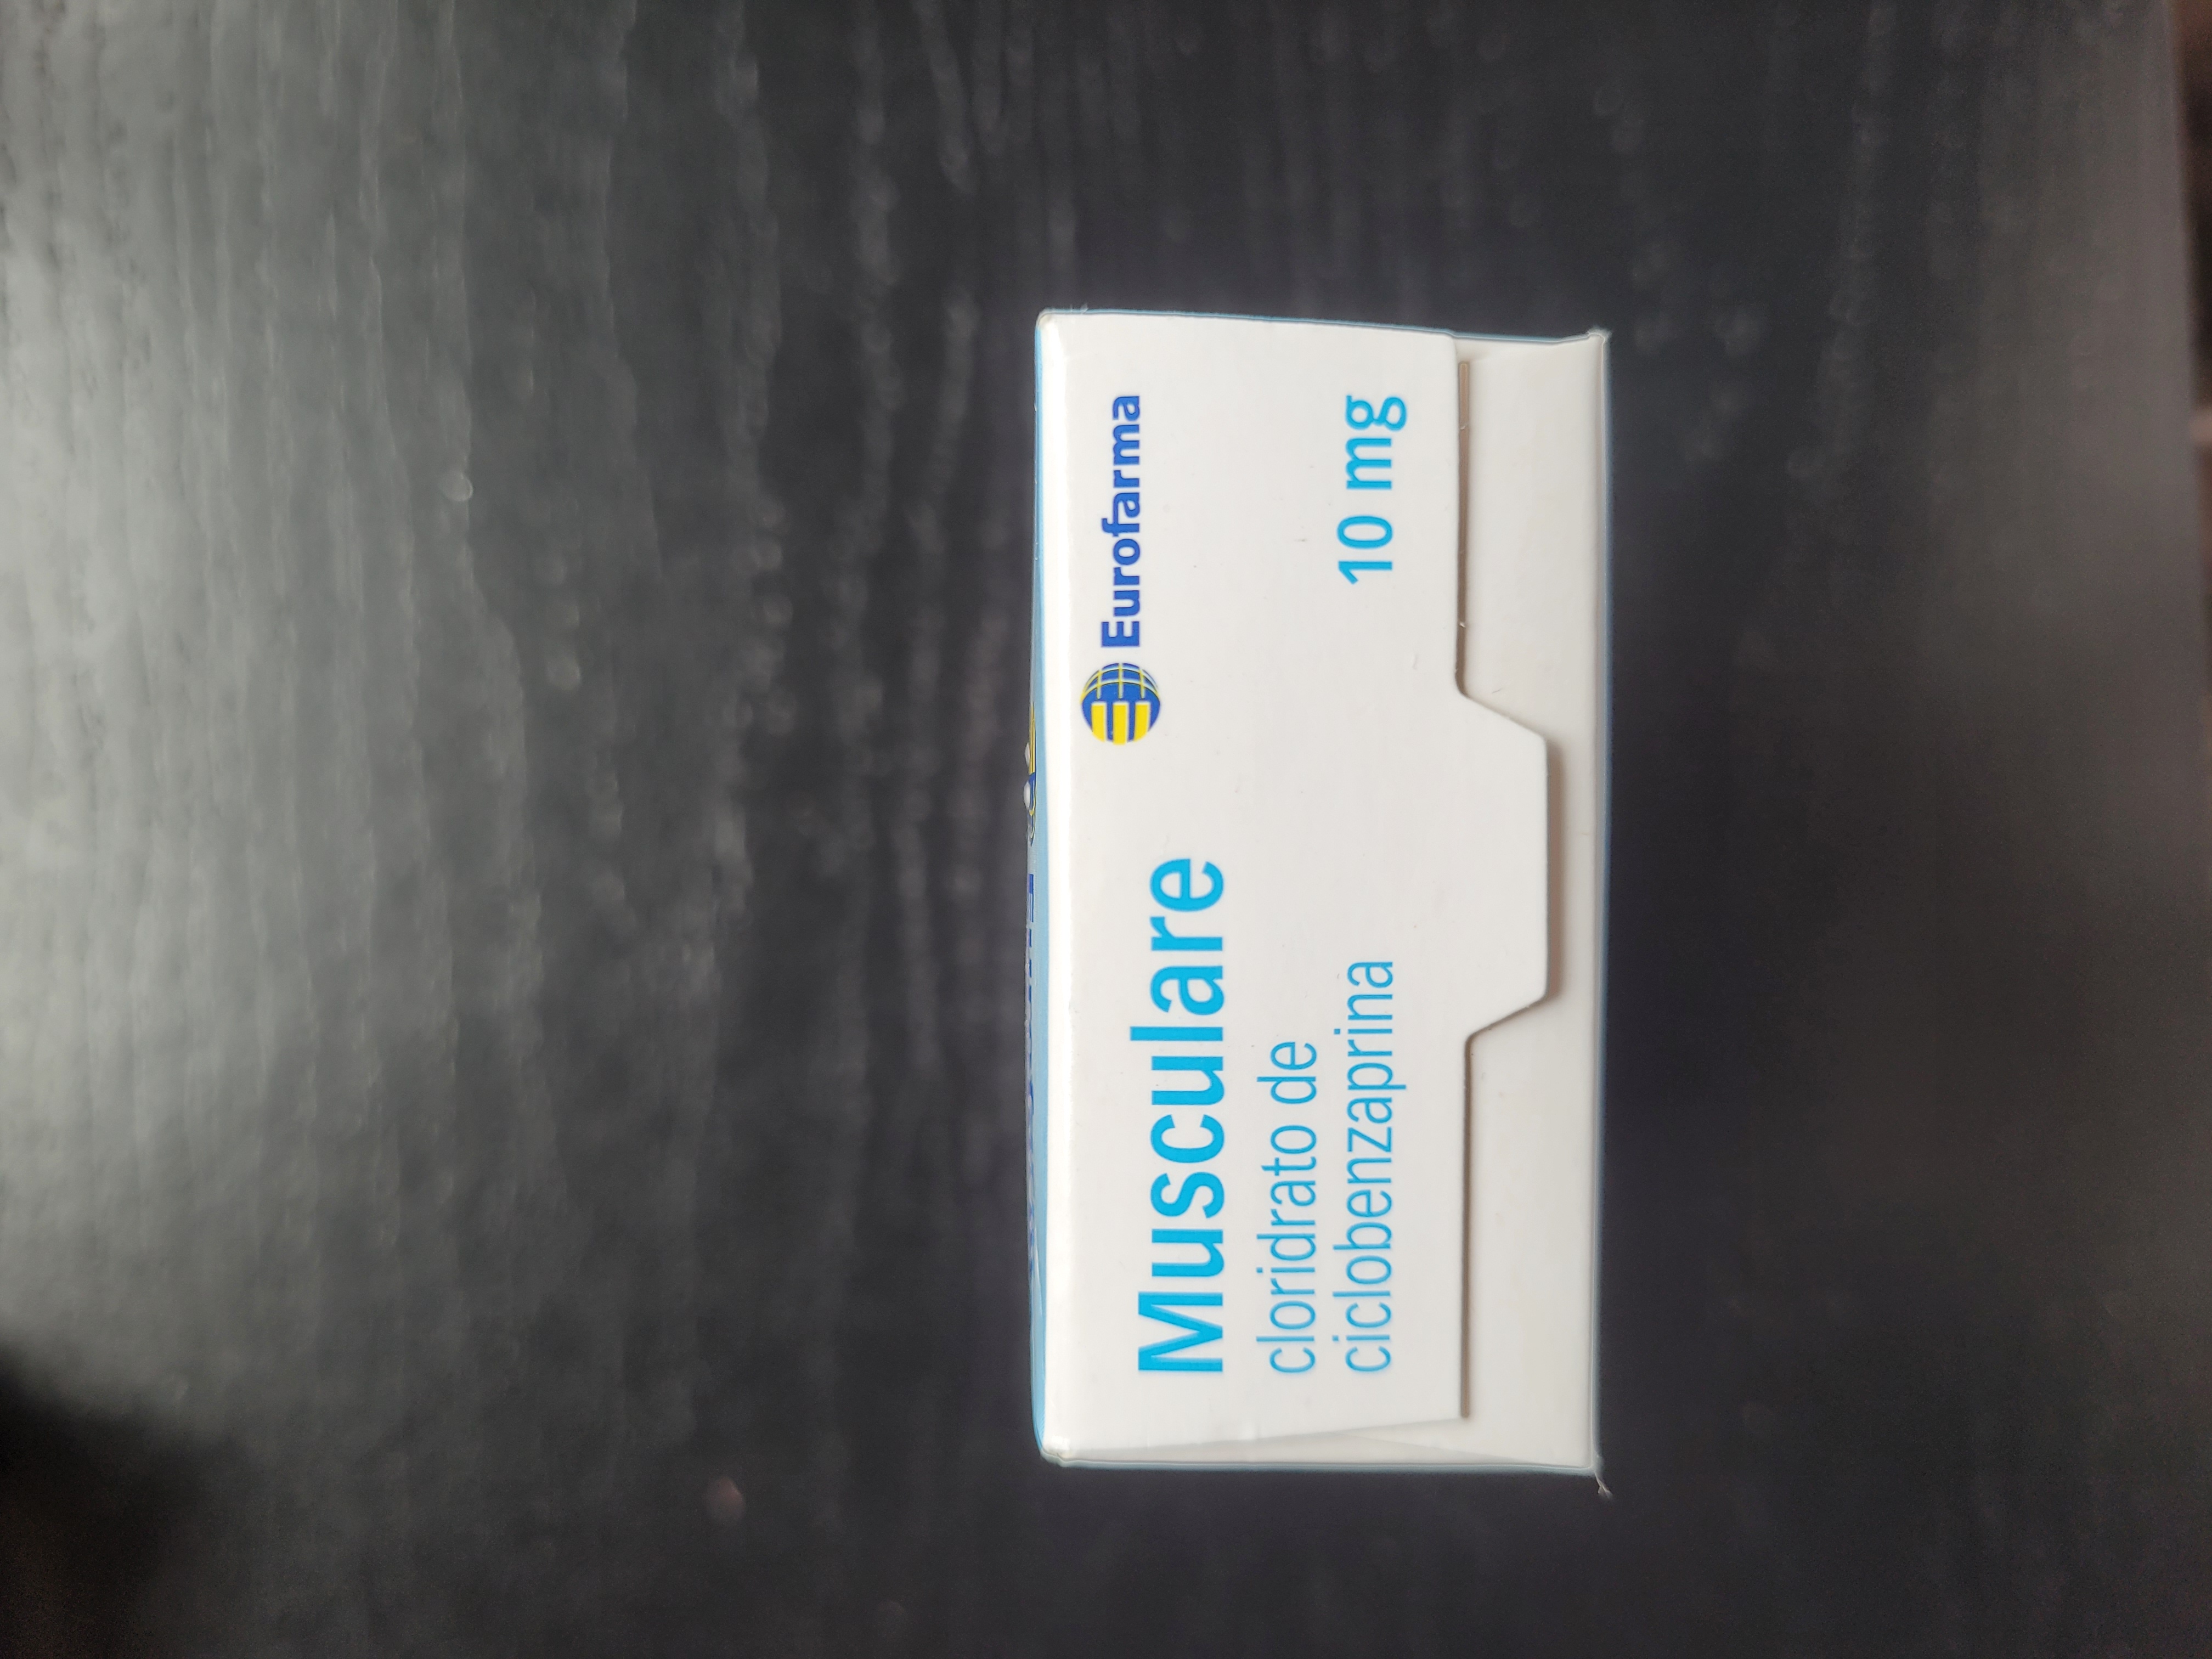 Eurofarma
Musculare
cloridrato de
ciclobenzaprina
10 mg